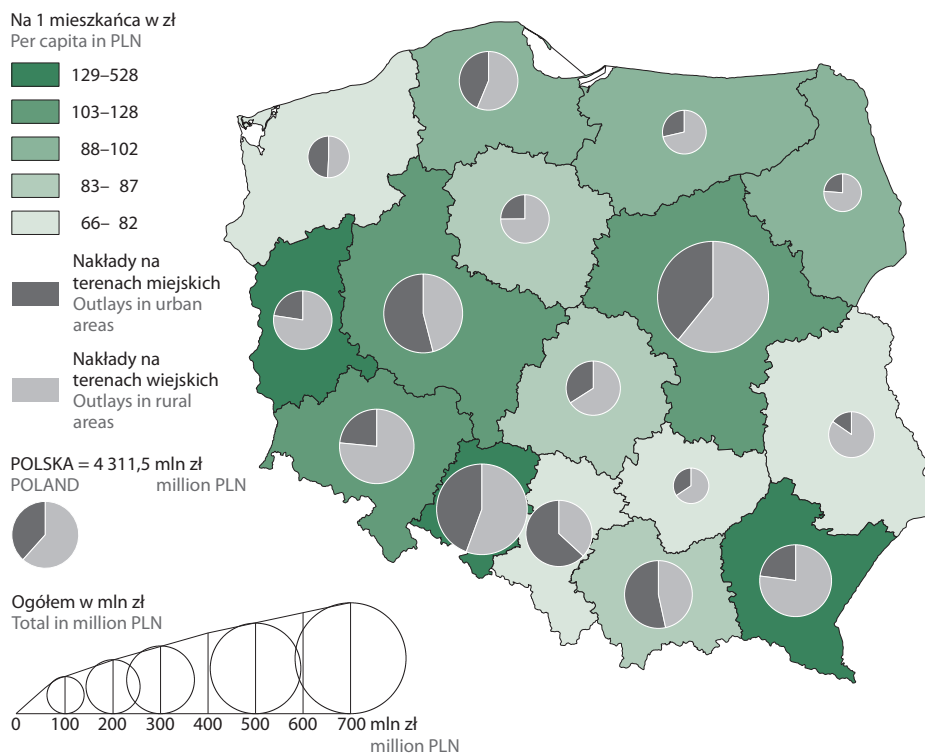 Na 1 mieszkańca w zł
Per capita in PLN
129–528
103–128
88–102
83– 87
66– 82
Nakłady na
terenach miejskich
Outlays in urban
areas
Nakłady na
terenach wiejskich
Outlays in rural
areas
POLSKA = 4 311,5 mln zł
POLAND million PLN
Ogółem w mln zł
Total in million PLN
0 100 200 300 400 500 600 700 mln zł
million PLN